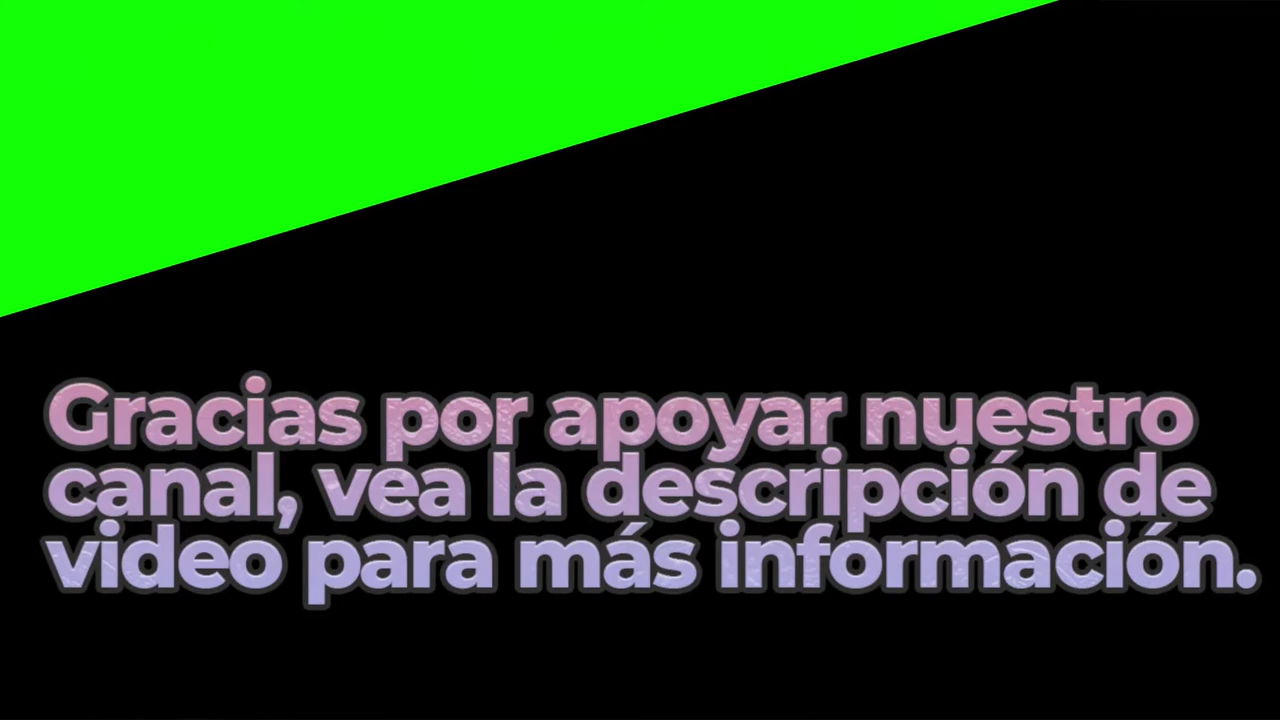 Gracias por apoyar nuestro
canal, vea la descripción de
video para más información.